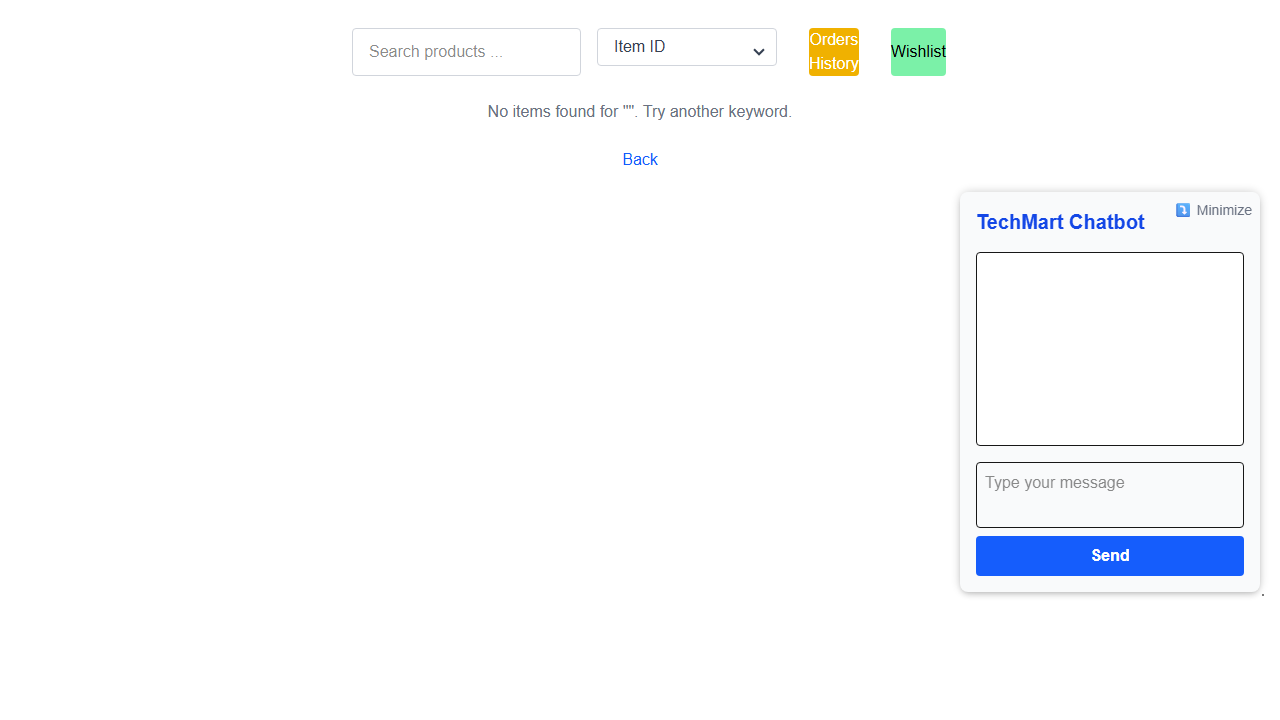 Search products ...
Item ID
Orders
History
Wishlist
No items found for "". Try another keyword.
Back
Minimize
TechMart Chatbot
Type your message
Send
.